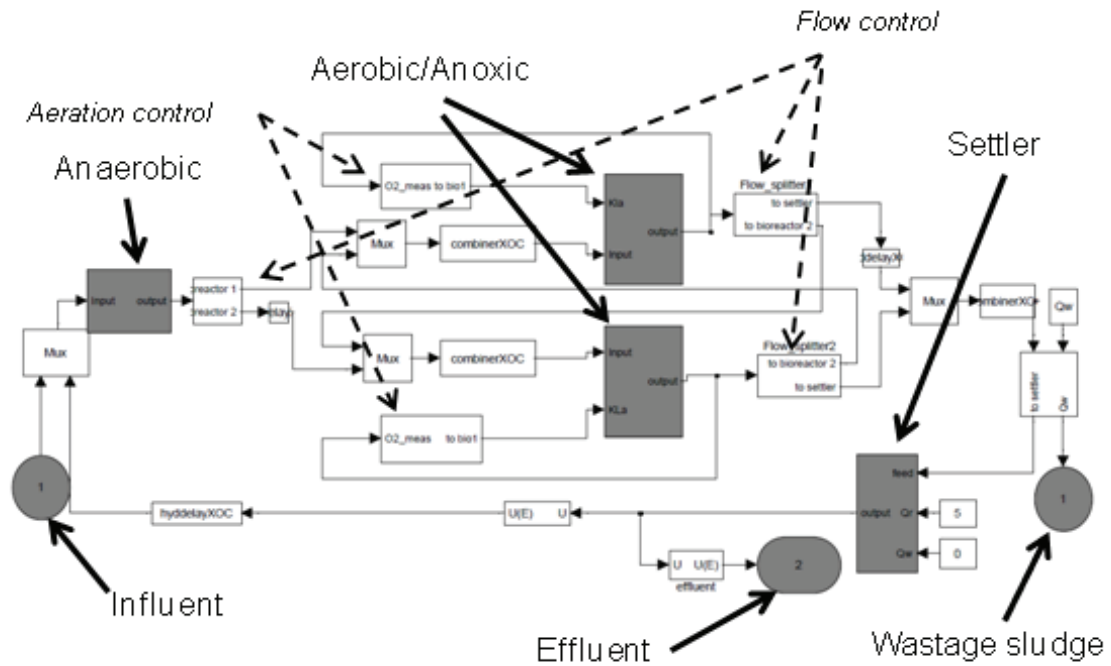 Flow control
Aerobic/Anoxic
Aeration control
Settler
Anaerobic
O2_meas to bio1
Kla
Input
output
Flow_splitter
to settler
to bioreactor 2
Mux
combinerXOC
Input
output
reactor 1
reactor 2
Mux
Mux
combinerXOC
Input
KLa
output
Flow_splitter2
to bioreactor 2
to settler
Mux
Qw
to settler
Qw
O2_meas to bio1
1
hyddelayXOC
U(E) U
feed
output
Qr
Qw
5
0
1
U U(E)
effluent
2
Influent
Effluent
Wastage sludge